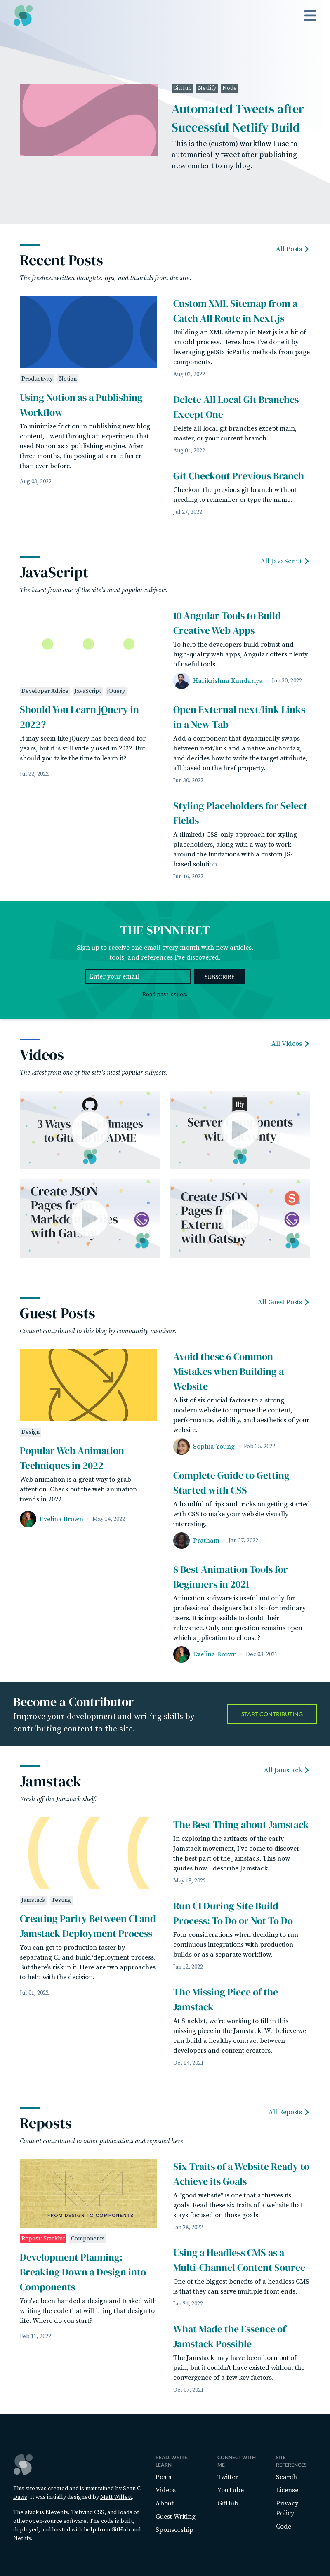 GitHub Netlify Node
Automated Tweets after
Successful Netlify Build
This is the (custom) workflow I use to
automatically tweet after publishing
new content to my blog.
Recent Posts
All Posts
The freshest written thoughts, tips, and tutorials from the site.
Productivity Notion
Using Notion as a Publishing
Workflow
To minimize friction in publishing new blog
content, I went through an experiment that
used Notion as a publishing engine. After
three months, I'm posting at a rate faster
than ever before.
Aug 03, 2022
Custom XML Sitemap from a
Catch All Route in Next.js
Building an XML sitemap in Next.js is a bit of
an odd process. Here's how I've done it by
leveraging getStaticPaths methods from page
components.
Aug 02, 2022
Delete All Local Git Branches
Except One
Delete all local git branches except main,
master, or your current branch.
Aug 01, 2022
Git Checkout Previous Branch
Checkout the previous git branch without
needing to remember or type the name.
Jul 27, 2022
JavaScript
All JavaScript
The latest from one of the site's most popular subjects.
Developer Advice JavaScript jQuery
Should You Learn jQuery in
2022?
It may seem like jQuery has been dead for
years, but it is still widely used in 2022. But
should you take the time to learn it?
Jul 22, 2022
10 Angular Tools to Build
Creative Web Apps
To help the developers build robust and
high-quality web apps, Angular offers plenty
of useful tools.
Harikrishna Kundariya · Jun 30, 2022
Open External next/link Links
in a New Tab
Add a component that dynamically swaps
between next/link and a native anchor tag,
and decides how to write the target attribute,
all based on the href property.
Jun 30, 2022
Styling Placeholders for Select
Fields
A (limited) CSS-only approach for styling
placeholders, along with a way to work
around the limitations with a custom JS-
based solution.
Jun 16, 2022
THE SPINNERET
Sign up to receive one email every month with new articles,
tools, and references I've discovered.
Enter your email
SUBSCRIBE
Read past issues.
Videos
All Videos
The latest from one of the site's most popular subjects.
3 Ways Images
to GitHub README
Server Components
with Eleventy
11ty
Create JSON
Pages from
Markdown Files
with Gatsby
Create JSON
Pages from
External
with Gatsby
Guest Posts
All Guest Posts
Content contributed to this blog by community members.
Design
Popular Web Animation
Techniques in 2022
Web animation is a great way to grab
attention. Check out the web animation
trends in 2022.
Evelina Brown · May 14, 2022
Avoid these 6 Common
Mistakes when Building a
Website
A list of six crucial factors to a strong,
modern website to improve the content,
performance, visibility, and aesthetics of your
website.
Sophia Young · Feb 25, 2022
Complete Guide to Getting
Started with CSS
A handful of tips and tricks on getting started
with CSS to make your website visually
interesting.
Pratham · Jan 27, 2022
8 Best Animation Tools for
Beginners in 2021
Animation software is useful not only for
professional designers but also for ordinary
users. It is impossible to doubt their
relevance. Only one question remains open –
which application to choose?
Evelina Brown · Dec 03, 2021
Become a Contributor
Improve your development and writing skills by
contributing content to the site.
START CONTRIBUTING
Jamstack
All Jamstack
Fresh off the Jamstack shelf.
Jamstack Testing
Creating Parity Between CI and
Jamstack Deployment Process
You can get to production faster by
separating CI and build/deployment process.
But there's risk in it. Here are two approaches
to help with the decision.
Jul 01, 2022
The Best Thing about Jamstack
In exploring the artifacts of the early
Jamstack movement, I've come to discover
the best part of the Jamstack. This now
guides how I describe Jamstack.
May 18, 2022
Run CI During Site Build
Process: To Do or Not To Do
Four considerations when deciding to run
continuous integrations with production
builds or as a separate workflow.
Jan 12, 2022
The Missing Piece of the
Jamstack
At Stackbit, we're working to fill in this
missing piece in the Jamstack. We believe we
can build a healthy contract between
developers and content creators.
Oct 14, 2021
Reposts
All Reposts
Content contributed to other publications and reposted here.
FROM DESIGN TO COMPONENTS
Repost: Stackbit Components
Development Planning:
Breaking Down a Design into
Components
You've been handed a design and tasked with
writing the code that will bring that design to
life. Where do you start?
Feb 11, 2022
Six Traits of a Website Ready to
Achieve its Goals
A "good website" is one that achieves its
goals. Read these six traits of a website that
stays focused on those goals.
Jan 28, 2022
Using a Headless CMS as a
Multi-Channel Content Source
One of the biggest benefits of a headless CMS
is that they can serve multiple front ends.
Jan 24, 2022
What Made the Essence of
Jamstack Possible
The Jamstack may have been born out of
pain, but it couldn't have existed without the
convergence of a few key factors.
Oct 07, 2021
This site was created and is maintained by Sean C
Davis. It was initially designed by Matt Willett.
The stack is Eleventy, Tailwind CSS, and loads of
other open-source software. The code is built,
deployed, and hosted with help from GitHub and
Netlify.
READ, WRITE,
LEARN
Posts
Videos
About
Guest Writing
Sponsorship
CONNECT WITH
ME
Twitter
YouTube
GitHub
SITE
REFERENCES
Search
License
Privacy
Policy
Code